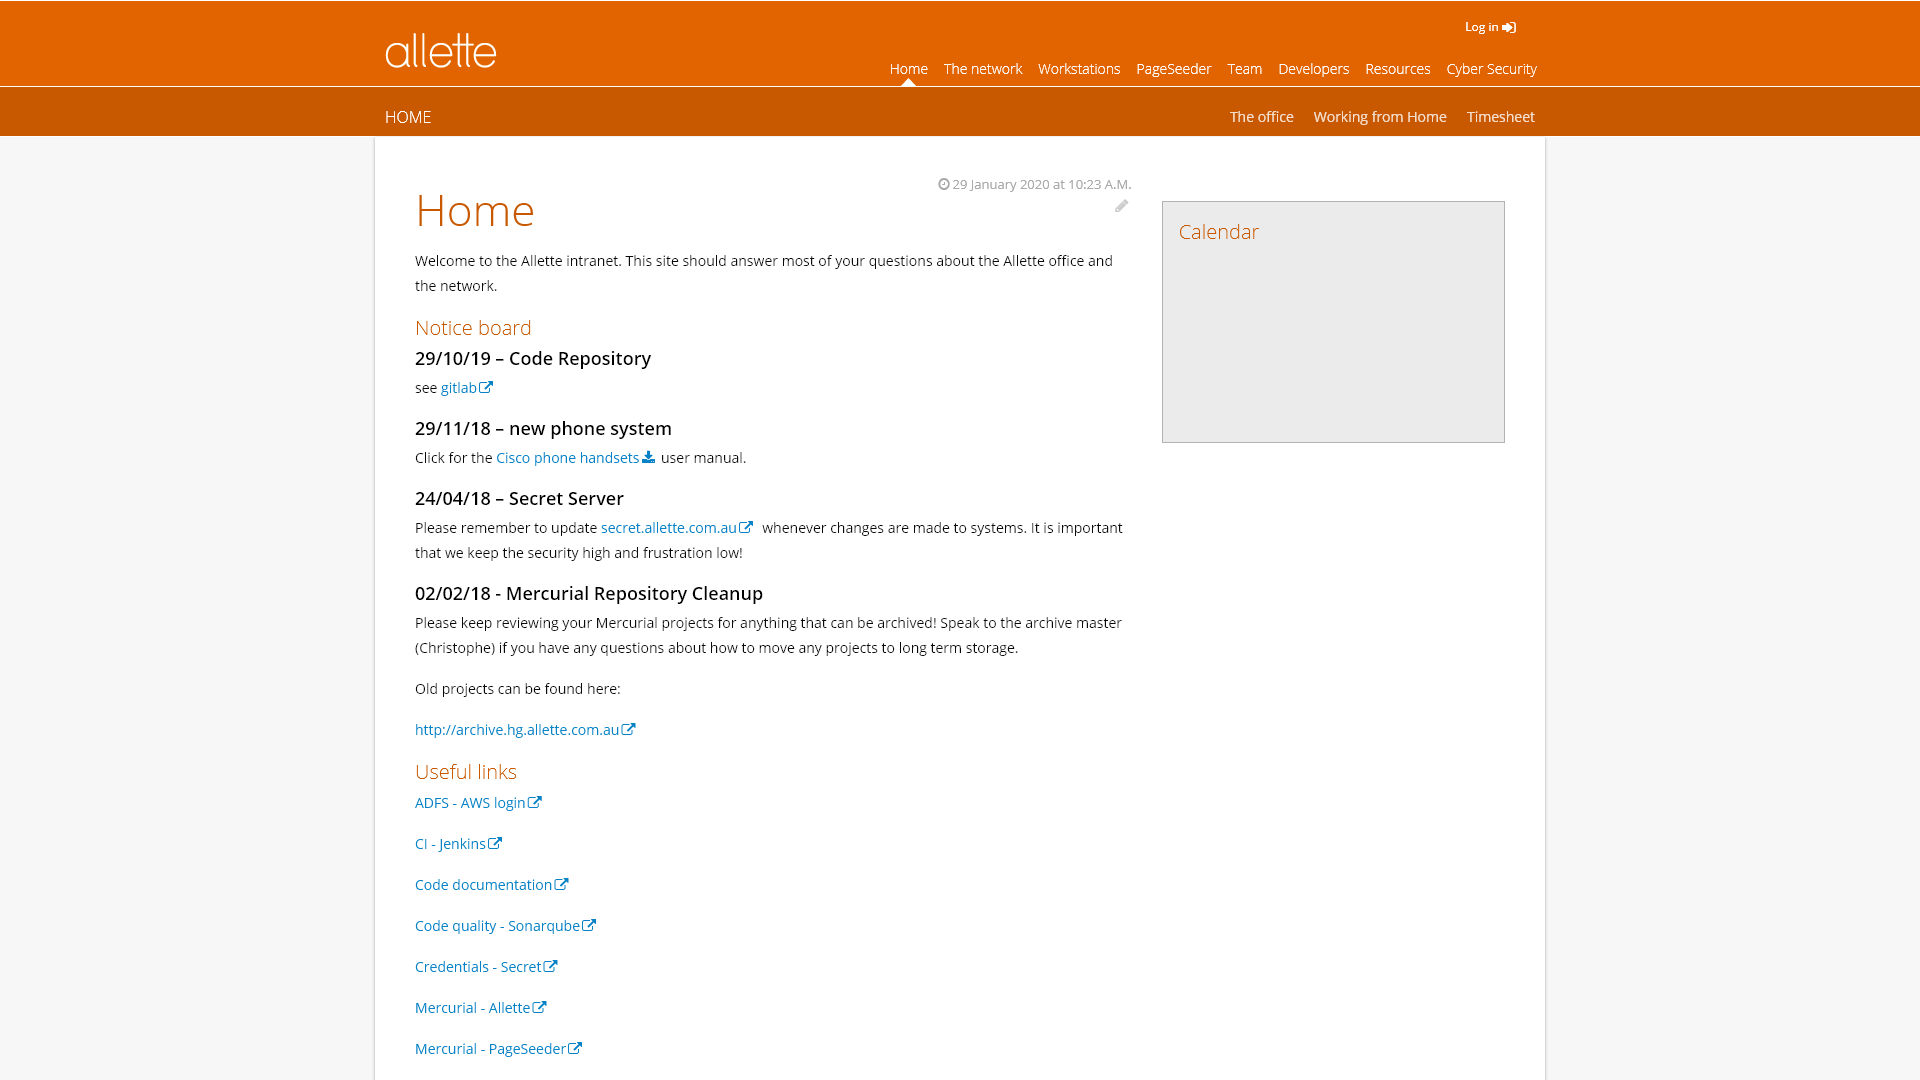 Log in
allette
Home The network Workstations PageSeeder Team Developers Resources Cyber Security
HOME
The office Working from Home Timesheet
29 January 2020 at 10:23 A.M.
Home
Welcome to the Allette intranet. This site should answer most of your questions about the Allette office and
the network.
Notice board
29/10/19 – Code Repository
see gitlab
29/11/18 – new phone system
Click for the Cisco phone handsets user manual.
24/04/18 – Secret Server
Please remember to update secret.allette.com.au whenever changes are made to systems. It is important
that we keep the security high and frustration low!
02/02/18 - Mercurial Repository Cleanup
Please keep reviewing your Mercurial projects for anything that can be archived! Speak to the archive master
(Christophe) if you have any questions about how to move any projects to long term storage.
Old projects can be found here:
http://archive.hg.allette.com.au
Useful links
ADFS - AWS login
CI - Jenkins
Code documentation
Code quality - Sonarqube
Credentials - Secret
Mercurial - Allette
Mercurial - PageSeeder
Calendar